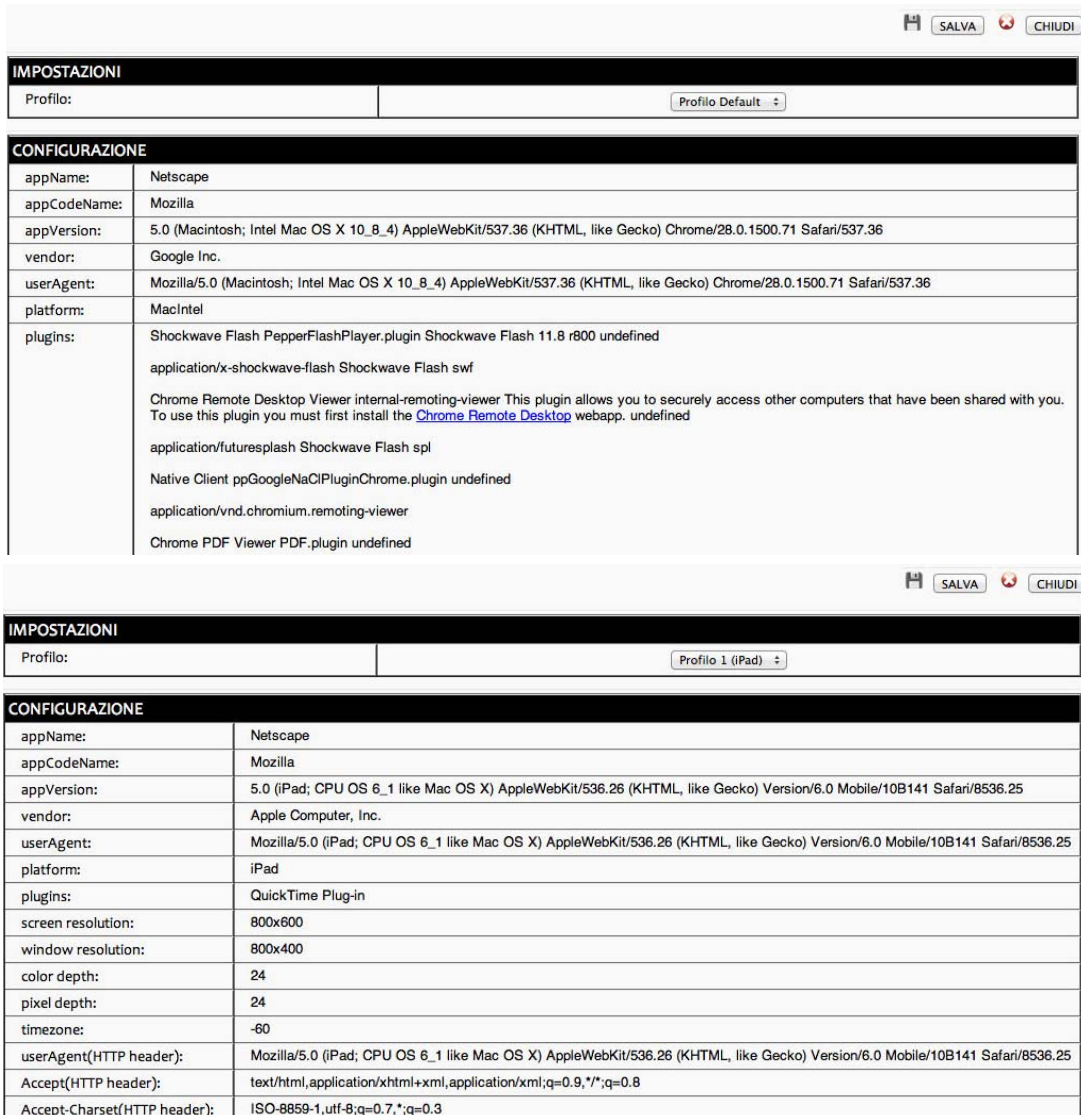 SALVA CHIUDI
IMPOSTAZIONI
Profilo: Profilo Default
CONFIGURAZIONE
appName: Netscape
appCodeName: Mozilla
appVersion: 5.0 (Macintosh; Intel Mac OS X 10_8_4) AppleWebKit/537.36 (KHTML, like Gecko) Chrome/28.0.1500.71 Safari/537.36
vendor: Google Inc.
userAgent: Mozilla/5.0 (Macintosh; Intel Mac OS X 10_8_4) AppleWebKit/537.36 (KHTML, like Gecko) Chrome/28.0.1500.71 Safari/537.36
platform: MacIntel
plugins: Shockwave Flash PepperFlashPlayer.plugin Shockwave Flash 11.8 r800 undefined
application/x-shockwave-flash Shockwave Flash swf
Chrome Remote Desktop Viewer internal-remoting-viewer This plugin allows you to securely access other computers that have been shared with you.
To use this plugin you must first install the Chrome Remote Desktop webapp. undefined
application/futuresplash Shockwave Flash spl
Native Client ppGoogleNaClPluginChrome.plugin undefined
application/vnd.chromium.remoting-viewer
Chrome PDF Viewer PDF.plugin undefined
SALVA CHIUDI
IMPOSTAZIONI
Profilo: Profilo 1 (iPad)
CONFIGURAZIONE
appName: Netscape
appCodeName: Mozilla
appVersion: 5.0 (iPad; CPU OS 6_1 like Mac OS X) AppleWebKit/536.26 (KHTML, like Gecko) Version/6.0 Mobile/10B141 Safari/8536.25
vendor: Apple Computer, Inc.
userAgent: Mozilla/5.0 (iPad; CPU OS 6_1 like Mac OS X) AppleWebKit/536.26 (KHTML, like Gecko) Version/6.0 Mobile/10B141 Safari/8536.25
platform: iPad
plugins: QuickTime Plug-in
screen resolution: 800x600
window resolution: 800x400
color depth: 24
pixel depth: 24
timezone: -60
userAgent(HTTP header): Mozilla/5.0 (iPad; CPU OS 6_1 like Mac OS X) AppleWebKit/536.26 (KHTML, like Gecko) Version/6.0 Mobile/10B141 Safari/8536.25
Accept(HTTP header): text/html,application/xhtml+xml,application/xml;q=0.9,*/*;q=0.8
Accept-Charset(HTTP header): ISO-8859-1,utf-8;q=0.7,*;q=0.3